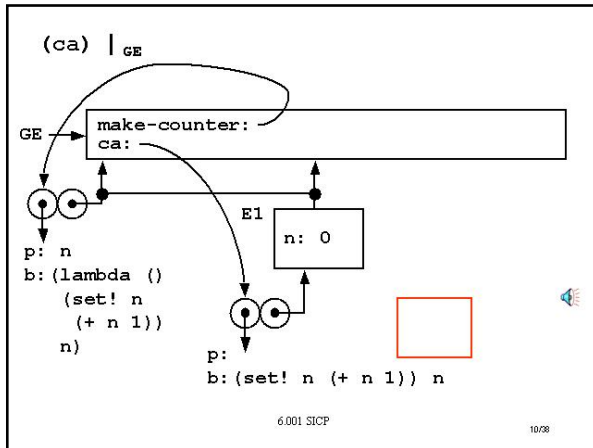 (ca) | GE
make-counter:
GE
ca:
E1
n: 0
p: n
b:(lambda ()
(set! n
(+ n 1))
n)
p:
b:(set! n (+ n 1)) n
6.001 SICP
10/38